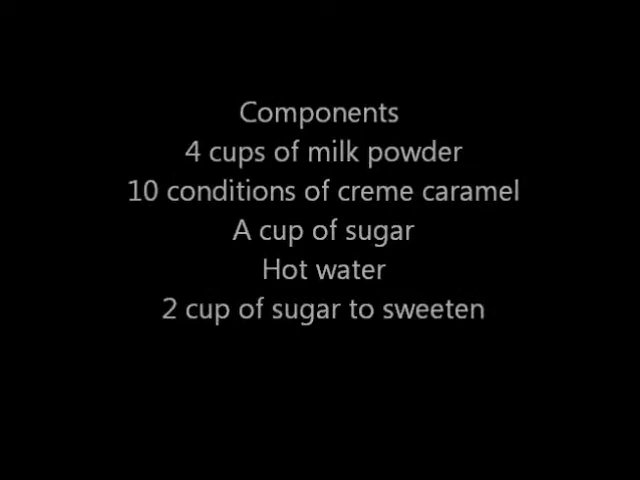 Components
4 cups of milk powder
10 conditions of creme caramel
A cup of sugar
Hot water
2 cup of sugar to sweeten